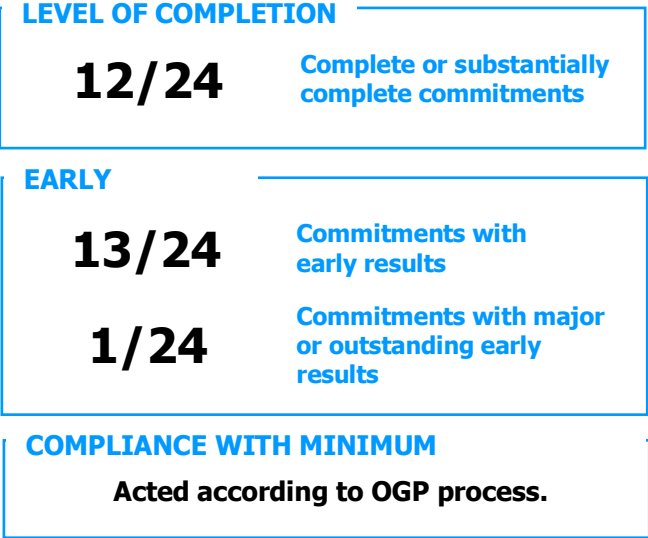 LEVEL OF COMPLETION
12/24
Complete or substantially
complete commitments
EARLY
13/24
Commitments with
early results
1/24
Commitments with major
or outstanding early
results
COMPLIANCE WITH MINIMUM
Acted according to OGP process.